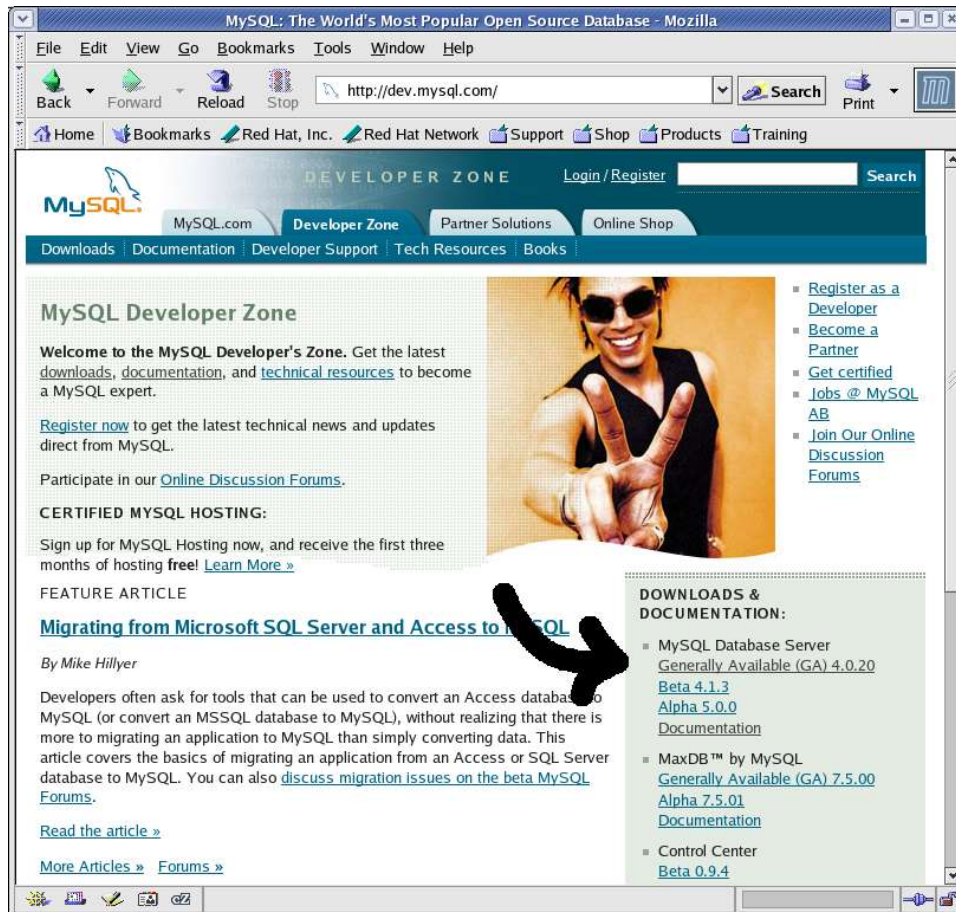 MySQL: The World's Most Popular Open Source Database - Mozilla
File Edit View Go Bookmarks Tools Window Help
Back Forward Reload Stop http://dev.mysql.com/ Search Print
Home Bookmarks Red Hat, Inc. Red Hat Network Support Shop Products Training
DEVELOPER ZONE Login / Register Search
MySQL.
MySQL.com Developer Zone Partner Solutions Online Shop
Downloads Documentation Developer Support Tech Resources Books
MySQL Developer Zone
Welcome to the MySQL Developer's Zone. Get the latest
downloads, documentation, and technical resources to become
a MySQL expert.
Register now to get the latest technical news and updates
direct from MySQL.
Participate in our Online Discussion Forums.
CERTIFIED MYSQL HOSTING:
Sign up for MySQL Hosting now, and receive the first three
months of hosting free! Learn More »
Register as a
Developer
Become a
Partner
Get certified
Jobs @ MySQL
AB
Join Our Online
Discussion
Forums
FEATURE ARTICLE
Migrating from Microsoft SQL Server and Access to MySQL
By Mike Hillyer
Developers often ask for tools that can be used to convert an Access database to
MySQL (or convert an MSSQL database to MySQL), without realizing that there is
more to migrating an application to MySQL than simply converting data. This
article covers the basics of migrating an application from an Access or SQL Server
database to MySQL. You can also discuss migration issues on the beta MySQL
Forums.
Read the article »
More Articles » Forums »
DOWNLOADS &
DOCUMENTATION:
MySQL Database Server
Generally Available (GA) 4.0.20
Beta 4.1.3
Alpha 5.0.0
Documentation
MaxDB™ by MySQL
Generally Available (GA) 7.5.00
Alpha 7.5.01
Documentation
Control Center
Beta 0.9.4